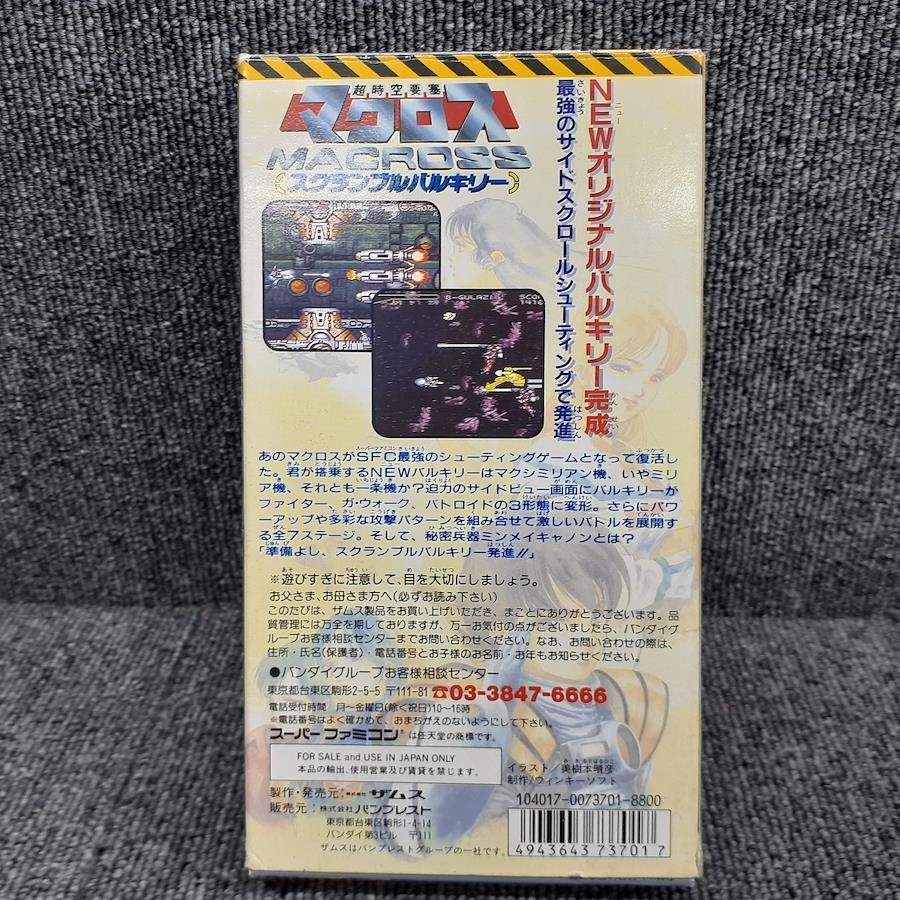 超時空要塞
マクロス
MACROSS
スクランブルバルキリー
NEWオリジナルバルキリー完成
最強のサイドスクロールシューティングで発進
B-GULAZI
SCO
1416
あのマクロスがSFC最強のシューティングゲームとなって復活し
た。君が搭乗するNEWバルキリーはマクシミリアン機、いやミリ
ア機、それとも一条機か?迫力のサイドビュー画面にバルキリーが
ファイター、ガ・ウォーク、バトロイドの3形態に変形。さらにパワ
ーアップや多彩な攻撃パターンを組み合せて激しいバトルを展開する
全7ステージ。そして、秘密兵器ミンメイキャノンとは?
「準備よし、スクランブルバルキリー発進!!」
※遊びすぎに注意して、目を大切にしましょう。
お父さま、お母さま方へ(必ずお読み下さい)
このたびは、ザムス製品をお買い上げいただき、まことにありがとうございます。品
質管理には万全を期しておりますが、万一お気付の点がございましたら、バンダイグ
ループお客様相談センターまでお問い合わせください。なお、お問い合わせの際は、
住所・氏名(保護者)・電話番号とお子様のお名前・お年もお知らせください。
●バンダイグループお客様相談センター
東京都台東区駒形2-5-5 〒111-81 ☎03-3847-6666
電話受付時間 月〜金曜日(除く祝日)10〜16時
※電話番号はよく確かめて、おまちがえのないようにして下さい。
スーパーファミコン®は任天堂の商標です。
FOR SALE and USE IN JAPAN ONLY
本品の輸出、使用営業及び賃貸を禁じます。
イラスト/美樹本晴彦
制作/ウィンキーソフト
製作・発売元:株式会社 ザムス
販売元:株式会社 バンプレスト
東京都台東区駒形1-4-14
バンダイ第3ビル 〒111
ザムスはバンプレストグループの一社です。
104017-0073701-8800
4943643737017